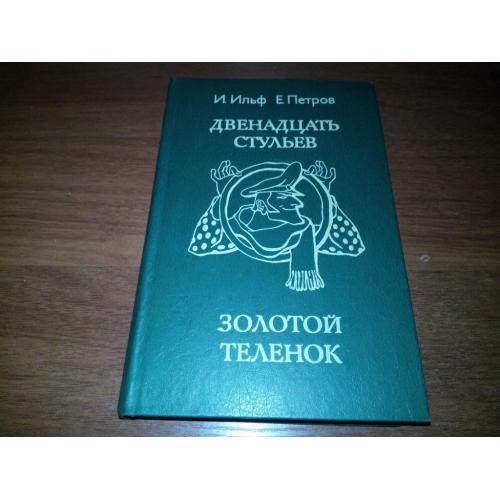 И. Ильф Е. Петров
ДВЕНАДЦАТЬ
СТУЛЬЕВ
ЗОЛОТОЙ
ТЕЛЕНОК